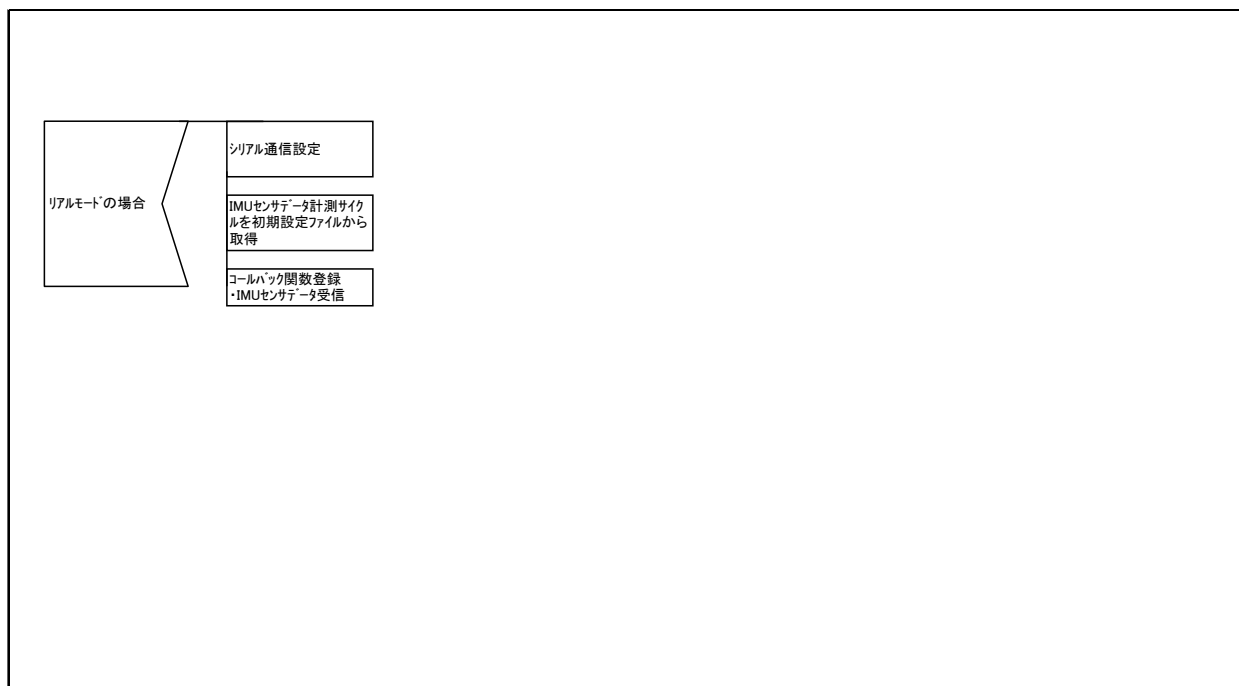 シリアル通信設定
リアルモードの場合
IMUセンサデータ計測サイク
ルを初期設定ファイルから
取得
コールバック関数登録
・IMUセンサデータ受信